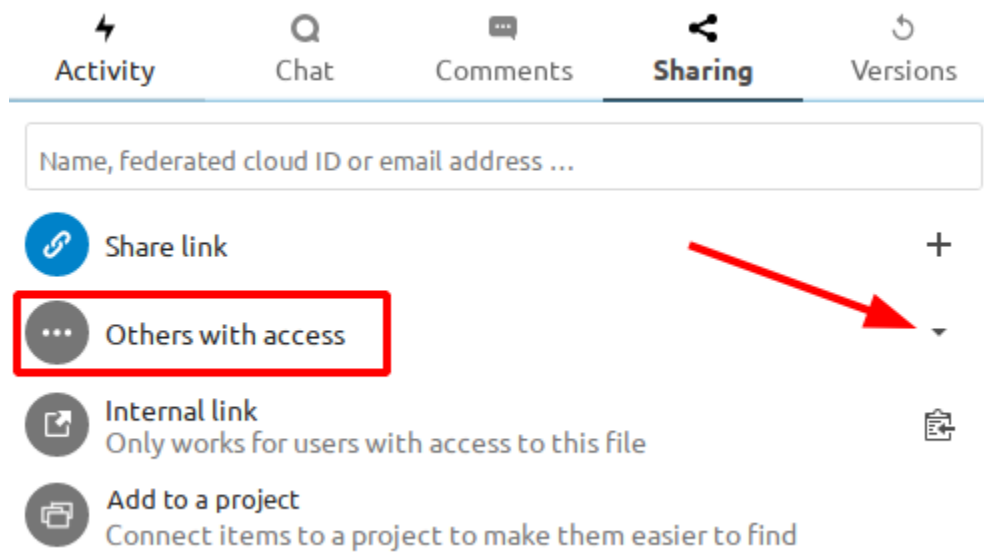 Activity Chat Comments Sharing Versions
Name, federated cloud ID or email address ...
Share link
Others with access
Internal link
Only works for users with access to this file
Add to a project
Connect items to a project to make them easier to find